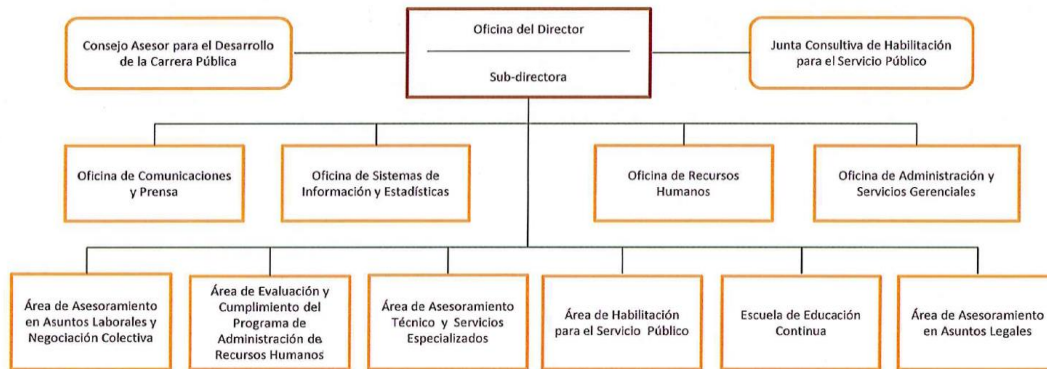 Consejo Asesor para el Desarrollo
de la Carrera Pública
Oficina del Director
Sub-directora
Junta Consultiva de Habilitación
para el Servicio Público
Oficina de Comunicaciones
y Prensa
Oficina de Sistemas de
Información y Estadísticas
Oficina de Recursos
Humanos
Oficina de Administración y
Servicios Gerenciales
Área de Asesoramiento
en Asuntos Laborales y
Negociación Colectiva
Área de Evaluación y
Cumplimiento del
Programa de
Administración de
Recursos Humanos
Área de Asesoramiento
Técnico y Servicios
Especializados
Área de Habilitación
para el Servicio Público
Escuela de Educación
Continua
Área de Asesoramiento
en Asuntos Legales